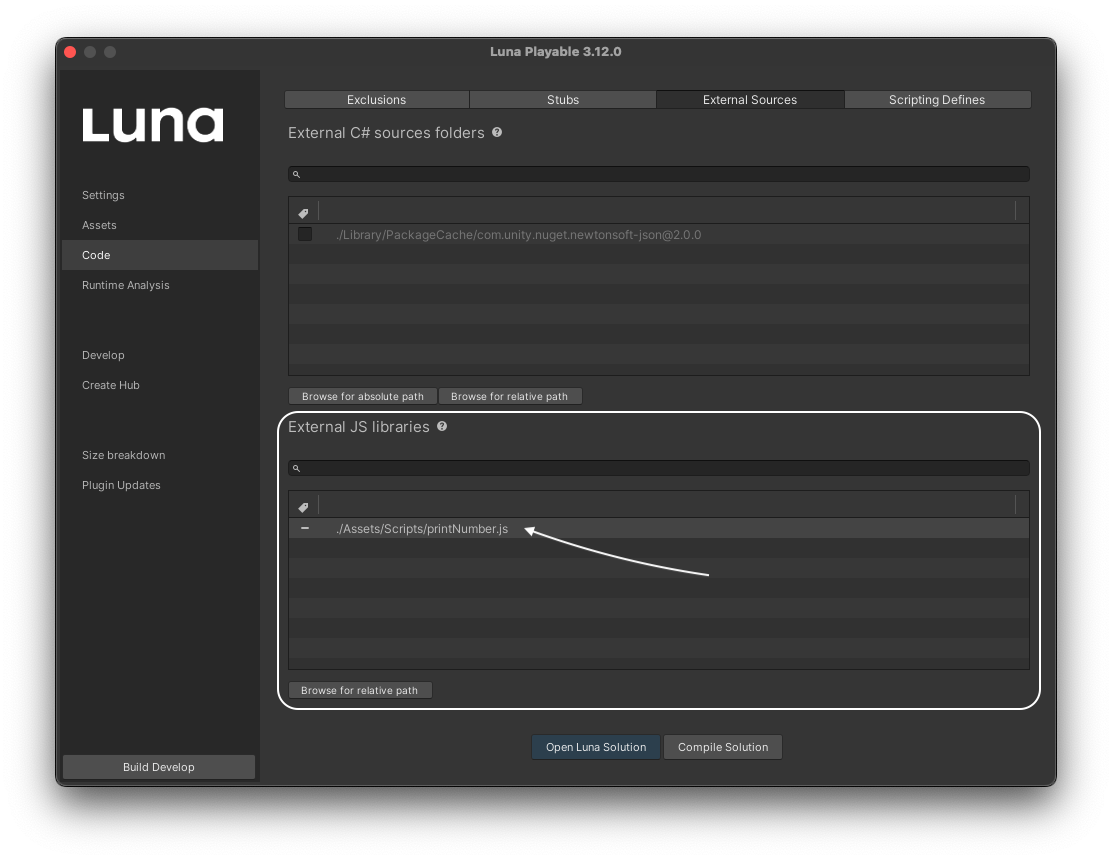 Luna Playable 3.12.0
Luna
Exclusions
Stubs
External Sources
Scripting Defines
Settings
Assets
Code
Runtime Analysis
Develop
Create Hub
Size breakdown
Plugin Updates
Build Develop
External C# sources folders ?
./Library/PackageCache/com.unity.nuget.newtonsoft-json@2.0.0
Browse for absolute path
Browse for relative path
External JS libraries ?
./Assets/Scripts/printNumber.js
Browse for relative path
Open Luna Solution
Compile Solution